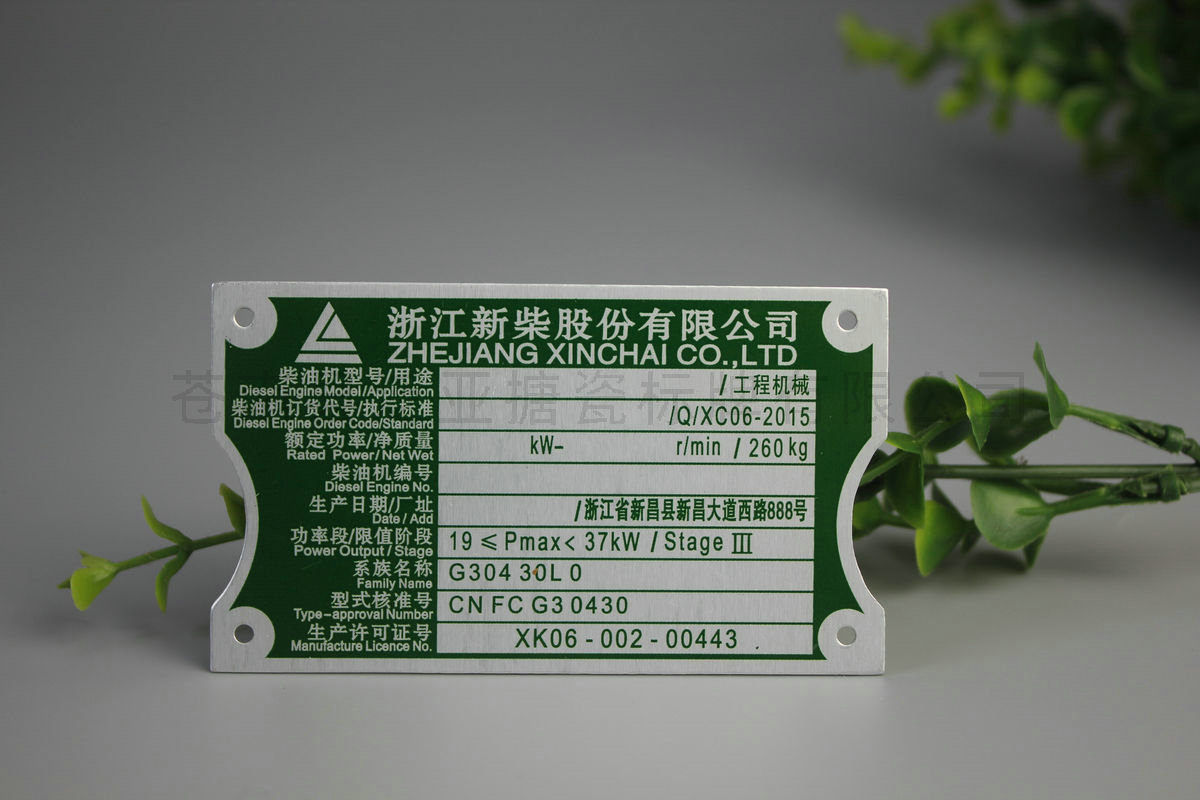 浙江新柴股份有限公司
ZHEJIANG XINCHAI CO.,LTD
柴油机型号/用途 /工程机械
Diesel Engine Model/Application
柴油机订货代号/执行标准 /Q/XC06-2015
Diesel Engine Order Code/Standard
额定功率/净质量 kW- r/min / 260kg
Rated Power/Net Wet
柴油机编号
Diesel Engine No.
生产日期/厂址 /浙江省新昌县新昌大道西路888号
Date/Add
功率段/限值阶段 19 ≤ Pmax< 37kW / Stage Ⅲ
Power Output/Stage
系族名称 G304 30L 0
Family Name
型式核准号 CN FC G3 0430
Type-approval Number
生产许可证号 XK06-002-00443
Manufacture Licence No.